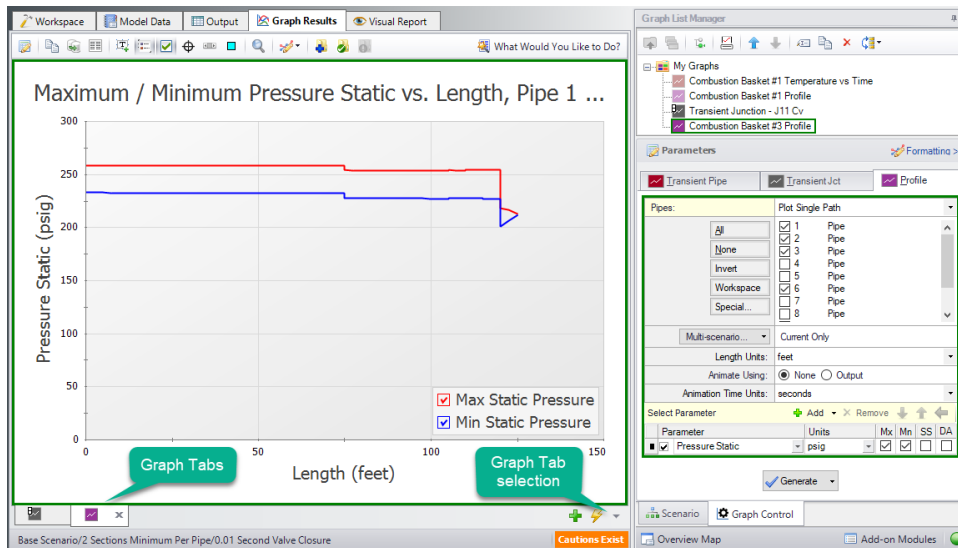 Workspace Model Data Output Graph Results Visual Report
What Would You Like to Do?
Maximum / Minimum Pressure Static vs. Length, Pipe 1 ...
300
250
200
150
100
50
0
Pressure Static (psig)
0 50 100 150
Length (feet)
Max Static Pressure
Min Static Pressure
Graph Tabs
Graph Tab
selection
Base Scenario/2 Sections Minimum Per Pipe/0.01 Second Valve Closure
Cautions Exist
Graph List Manager
My Graphs
Combustion Basket #1 Temperature vs Time
Combustion Basket #1 Profile
Transient Junction - J11 Cv
Combustion Basket #3 Profile
Parameters Formatting >
Transient Pipe Transient Jct Profile
Pipes: Plot Single Path
All
None
Invert
Workspace
Special...
1 Pipe
2 Pipe
3 Pipe
4 Pipe
5 Pipe
6 Pipe
7 Pipe
8 Pipe
Multi-scenario... Current Only
Length Units: feet
Animate Using: None Output
Animation Time Units: seconds
Select Parameter Add Remove
Parameter Units Mx Mn SS DA
Pressure Static psig
Generate
Scenario Graph Control
Overview Map Add-on Modules